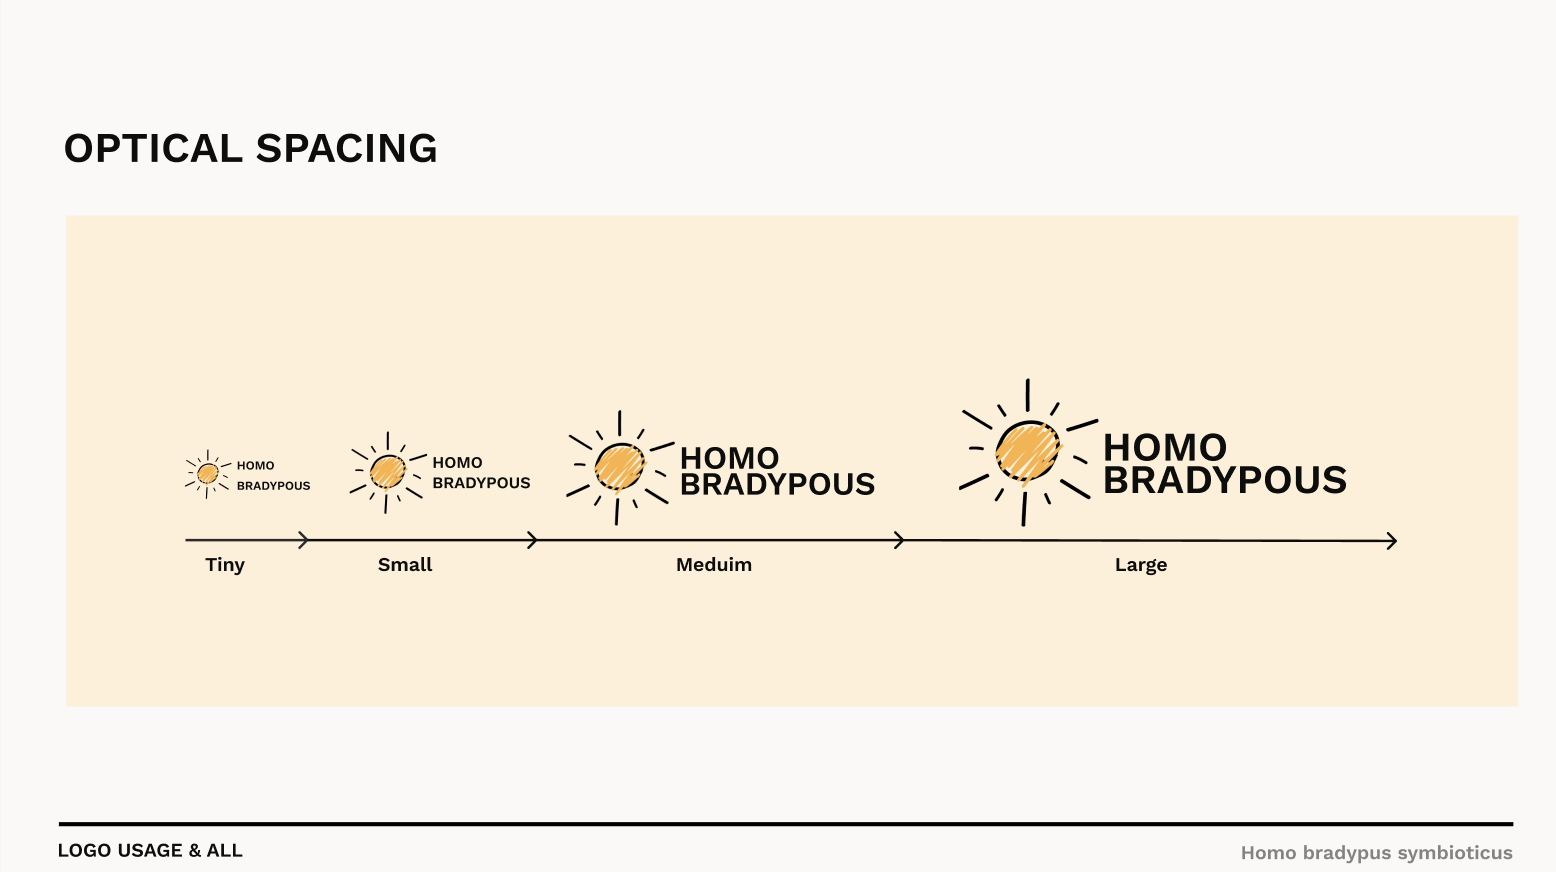 OPTICAL SPACING
HOMO
BRADYPOUS
HOMO
BRADYPOUS
HOMO
BRADYPOUS
HOMO
BRADYPOUS
Tiny
Small
Meduim
Large
LOGO USAGE & ALL
Homo bradypus symbioticus